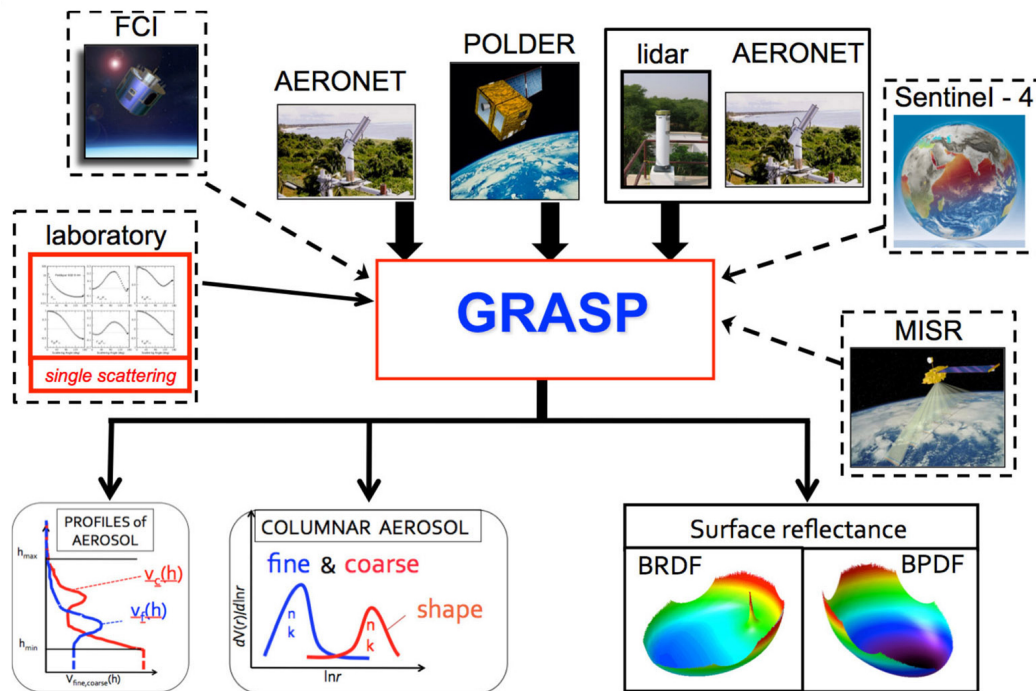 FCI
AERONET
POLDER
lidar
AERONET
Sentinel - 4
laboratory
single scattering
GRASP
MISR
PROFILES of
AEROSOL
hmax
vc(h)
vf(h)
hmin
Vfine,coarse(h)
COLUMNAR AEROSOL
fine & coarse
shape
n
k
n
k
dV(r)/dlnr
lnr
Surface reflectance
BRDF
BPDF